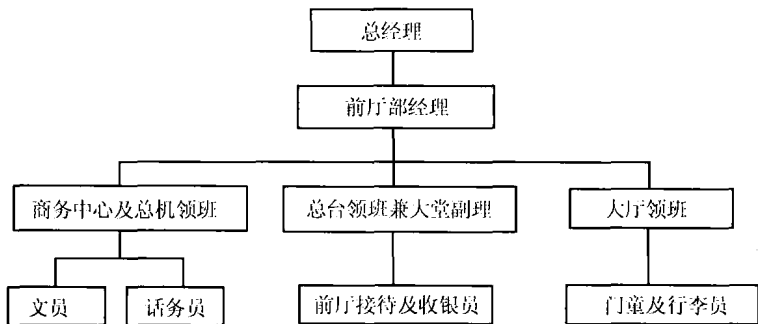 总经理
前厅部经理
商务中心及总机领班
总台领班兼大堂副理
大厅领班
文员
话务员
前厅接待及收银员
门童及行李员